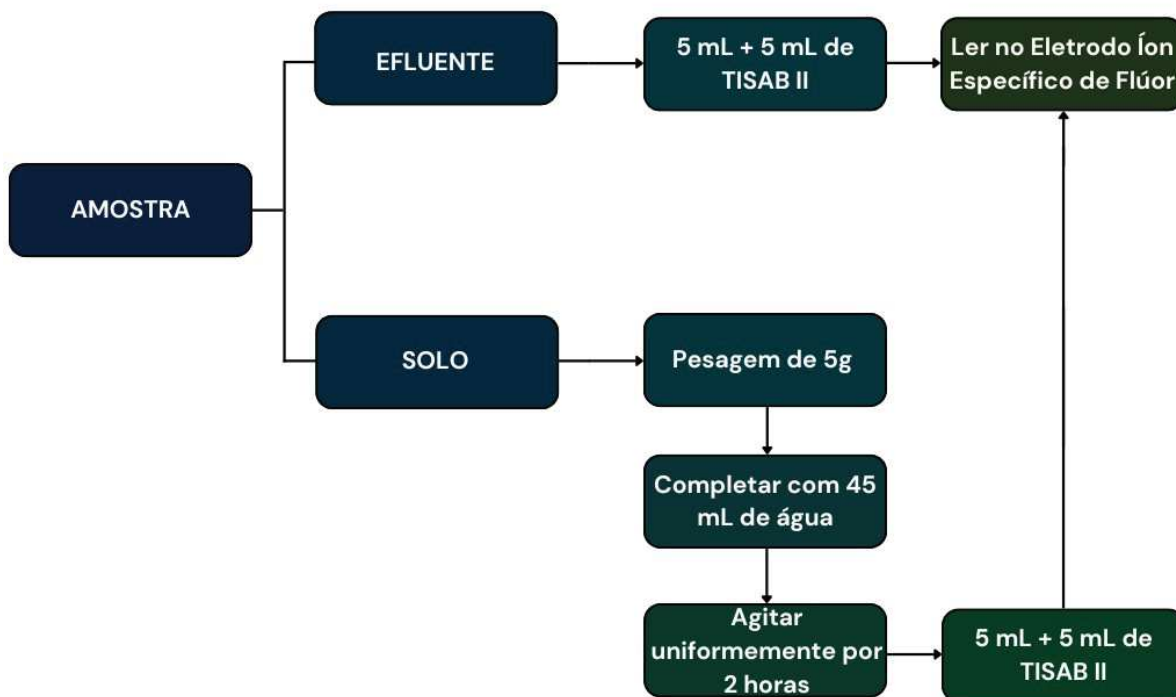 EFLUENTE
5 mL + 5 mL de
TISAB II
Ler no Eletrodo Íon
Específico de Flúor
AMOSTRA
SOLO
Pesagem de 5g
Completar com 45
mL de água
Agitar
uniformemente por
2 horas
5 mL + 5 mL de
TISAB II